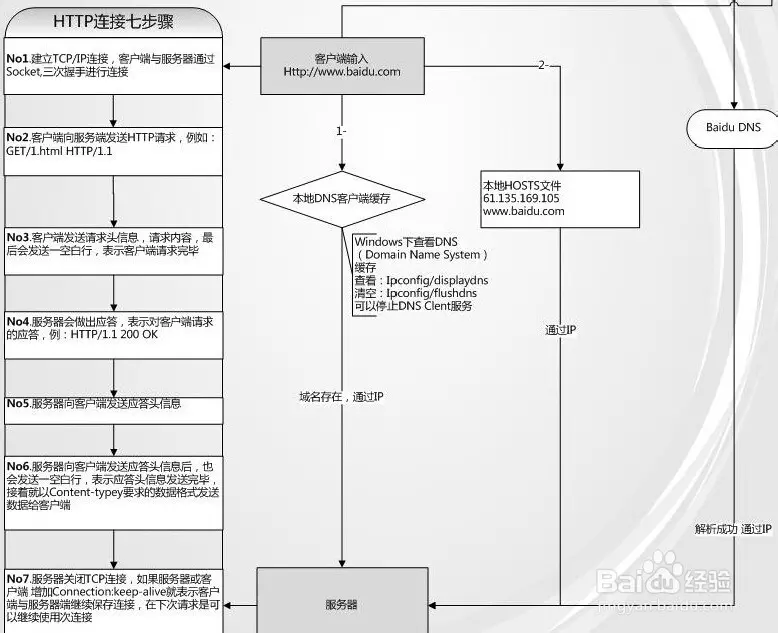 HTTP连接七步骤
No1.建立TCP/IP连接，客户端与服务器通过
Socket,三次握手进行连接
No2.客户端向服务端发送HTTP请求，例如：
GET/1.html HTTP/1.1
No3.客户端发送请求头信息，请求内容，最
后会发送一空白行，表示客户端请求完毕
No4.服务器会做出应答，表示对客户端请求
的应答，例：HTTP/1.1 200 OK
No5.服务器向客户端发送应答头信息
No6.服务器向客户端发送应答头信息后，也
会发送一空白行，表示应答头信息发送完毕，
接着就以Content-typey要求的数据格式发送
数据给客户端
No7.服务器关闭TCP连接，如果服务器或客
户端 增加Connection:keep-alive就表示客户
端与服务器端继续保存连接，在下次请求是可
以继续使用次连接
客户端输入
Http://www.baidu.com
1-
2-
本地DNS客户端缓存
Windows下查看DNS
（Domain Name System）
缓存
查看：Ipconfig/displaydns
清空：Ipconfig/flushdns
可以停止DNS Clent服务
域名存在，通过IP
服务器
本地HOSTS文件
61.135.169.105
www.baidu.com
通过IP
Baidu DNS
解析成功 通过IP
Baidu经验
jingyan.baidu.com